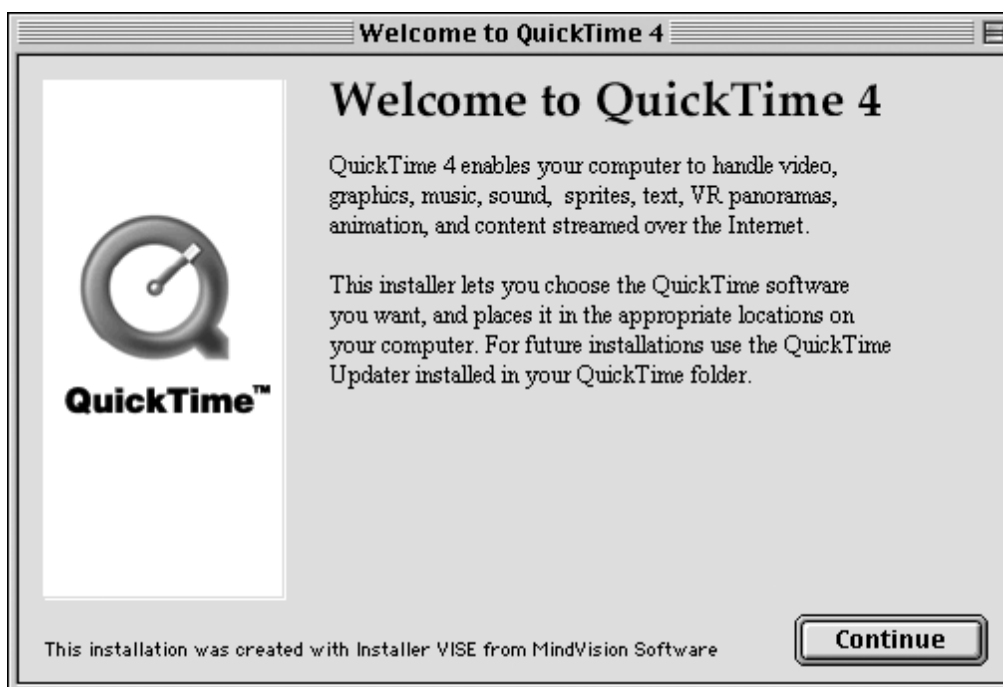 Welcome to QuickTime 4
Welcome to QuickTime 4
QuickTime 4 enables your computer to handle video,
graphics, music, sound,  sprites, text, VR panoramas,
animation, and content streamed over the Internet.
This installer lets you choose the QuickTime software
you want, and places it in the appropriate locations on
your computer. For future installations use the QuickTime
Updater installed in your QuickTime folder.
QuickTime™
This installation was created with Installer VISE from MindVision Software
Continue